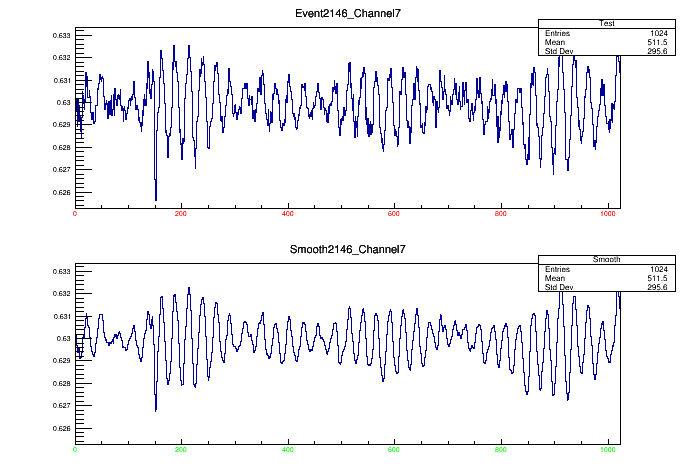 Event2146_Channel7
Test
Entries 1024
Mean 511.5
Std Dev 295.6
0.633
0.632
0.631
0.63
0.629
0.628
0.627
0.626
0 200 400 600 800 1000
Smooth2146_Channel7
Smooth
Entries 1024
Mean 511.5
Std Dev 295.6
0.633
0.632
0.631
0.63
0.629
0.628
0.627
0.626
0 200 400 600 800 1000